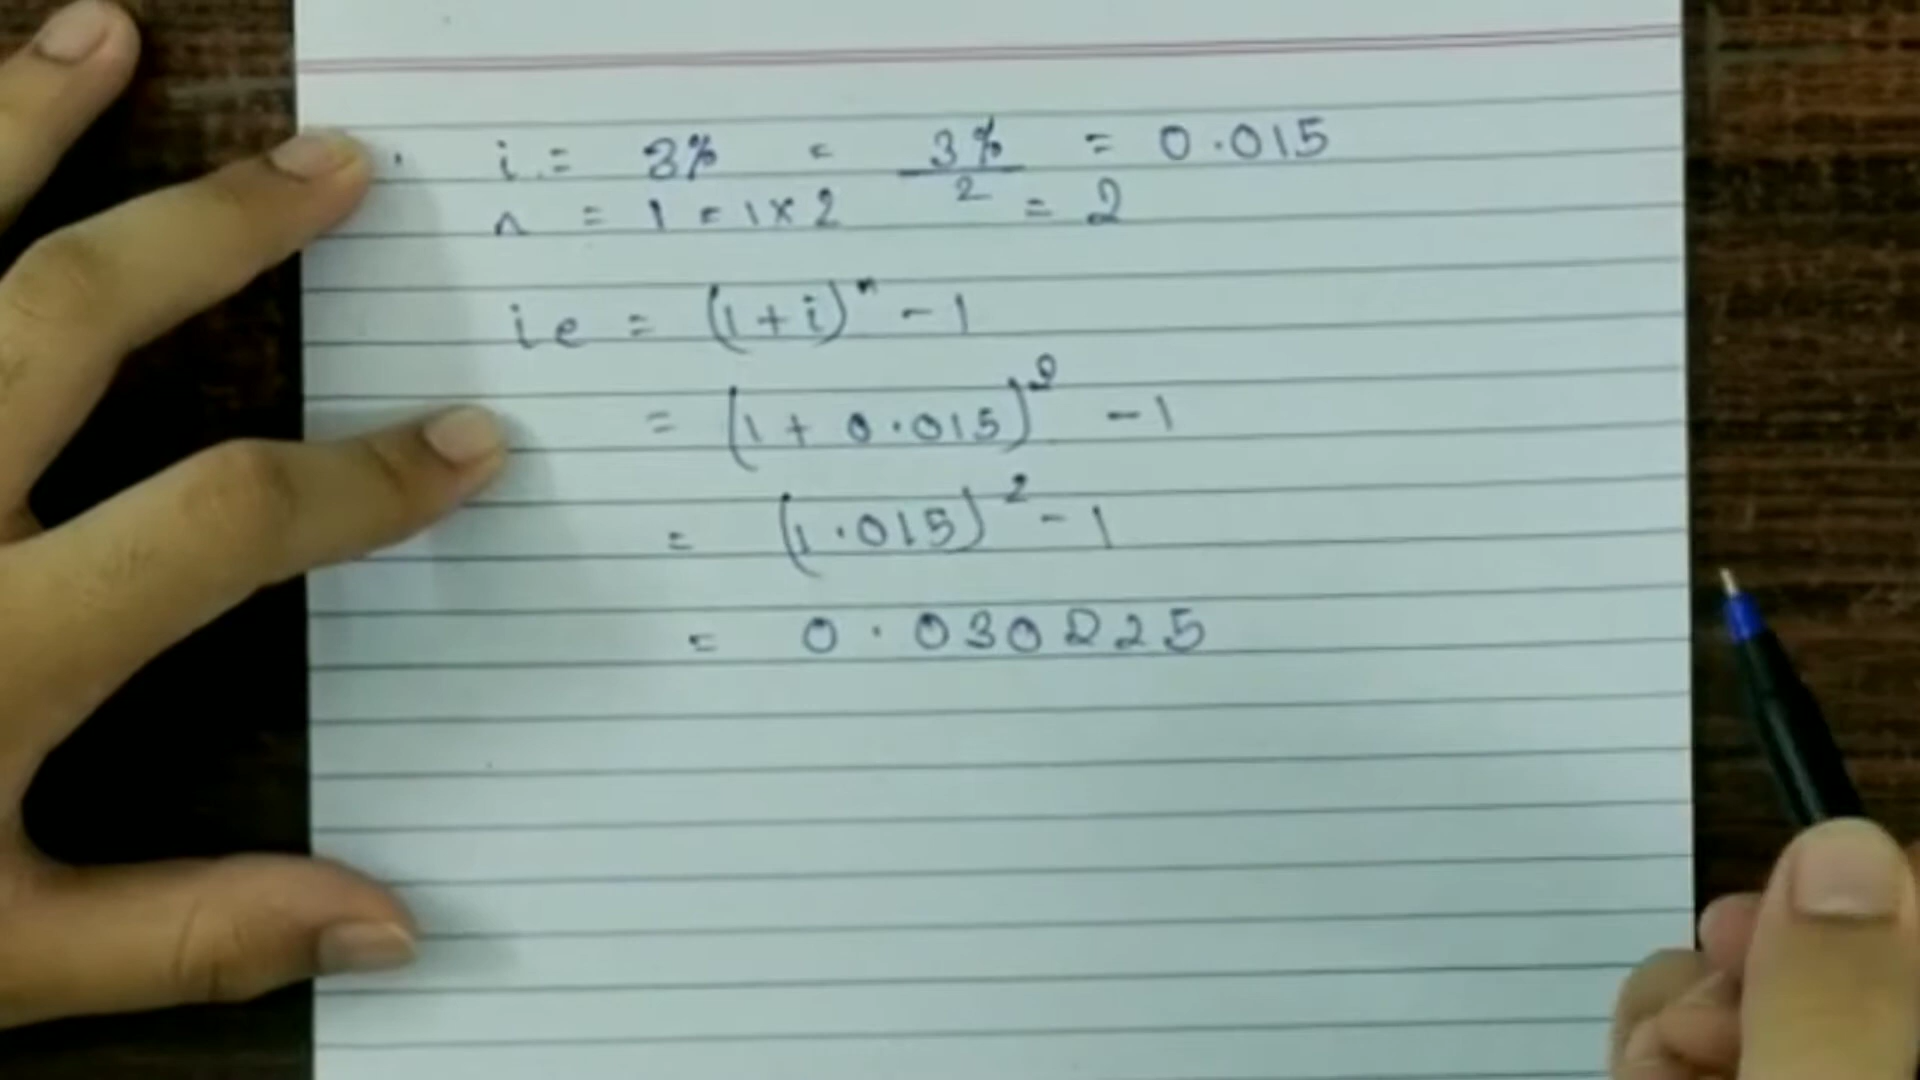 i = 3% = 3%/2 = 0.015
n = 1 = 1 x 2 = 2
ie = (1+i)^n - 1
= (1 + 0.015)^2 - 1
= (1.015)^2 - 1
= 0.030225